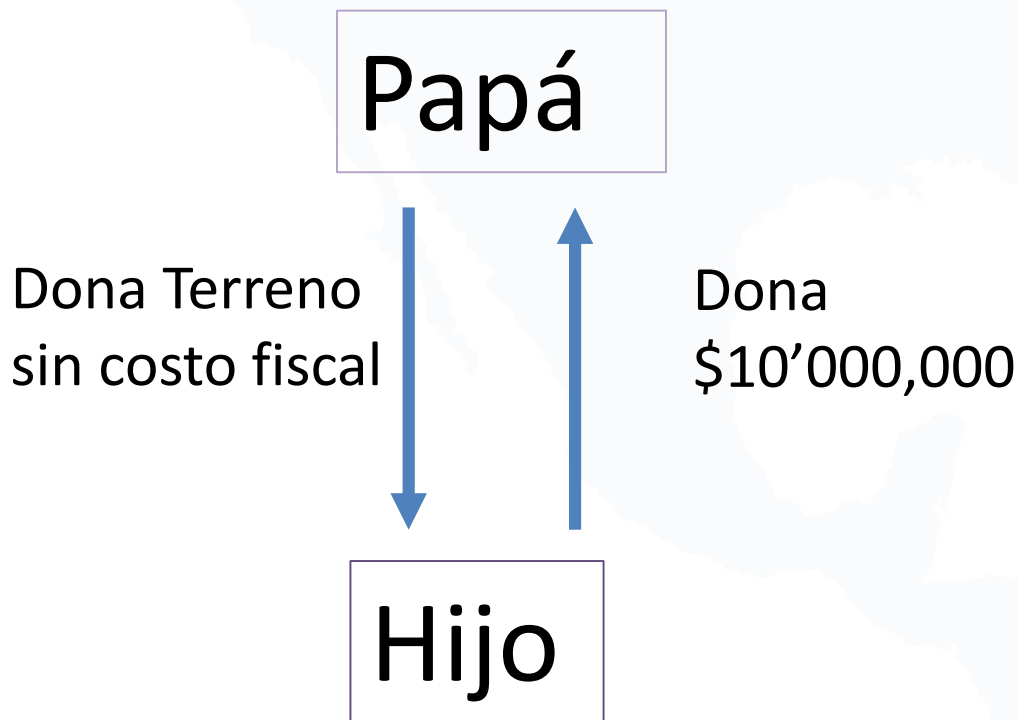 Papá
Dona Terreno
sin costo fiscal
Dona
$10’000,000
Hijo